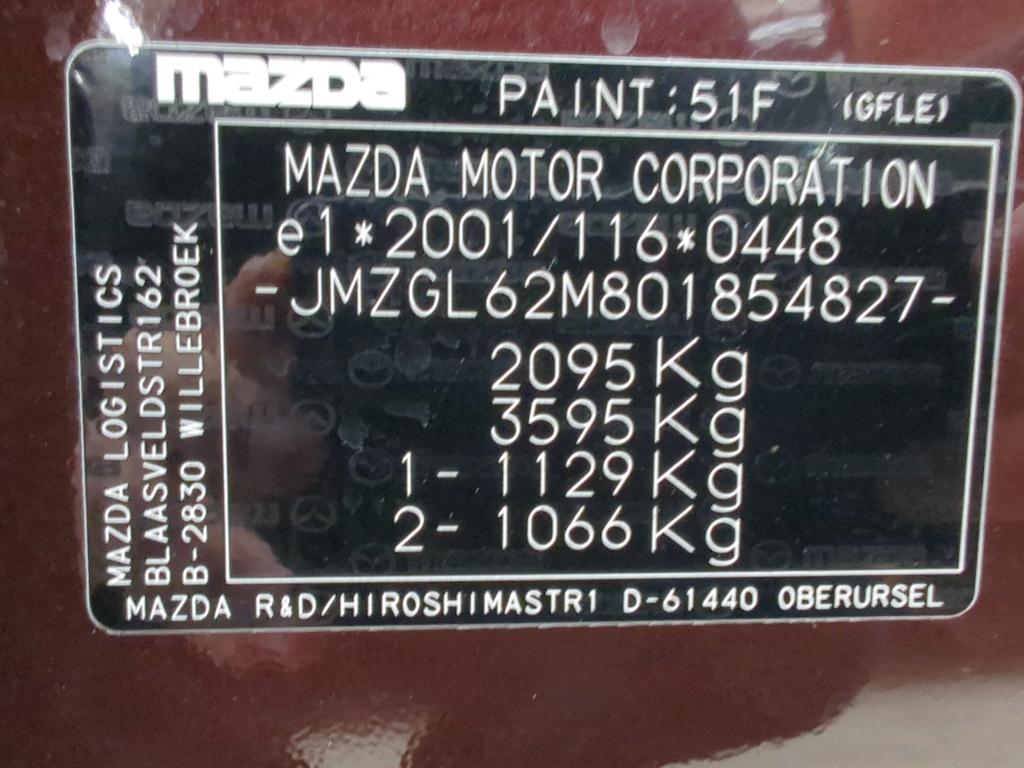 mazda PAINT:51F (GFLE)
MAZDA MOTOR CORPORATION
e1*2001/116*0448
-JMZGL62M801854827-
2095Kg
3595Kg
1-1129Kg
2-1066Kg
MAZDA LOGISTICS
BLAASVELDSTR162
B-2830 WILLEBROEK
MAZDA R&D/HIROSHIMASTR1 D-61440 OBERURSEL